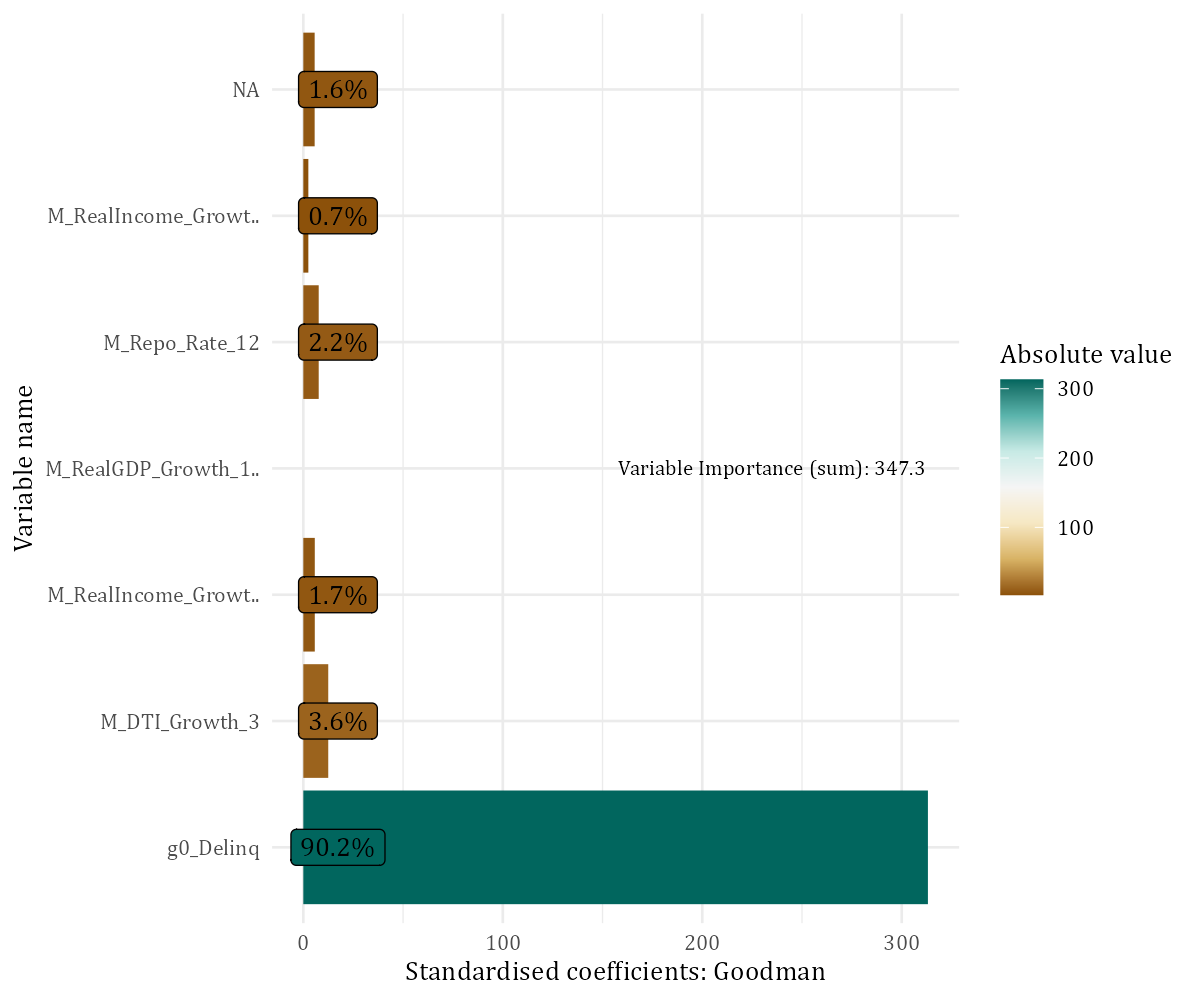 NA
1.6%
M_RealIncome_Growt..
0.7%
M_Repo_Rate_12
2.2%
M_RealGDP_Growth_1..
Variable Importance (sum): 347.3
M_RealIncome_Growt..
1.7%
M_DTI_Growth_3
3.6%
g0_Delinq
90.2%
Variable name
0 100 200 300
Standardised coefficients: Goodman
Absolute value
300
200
100